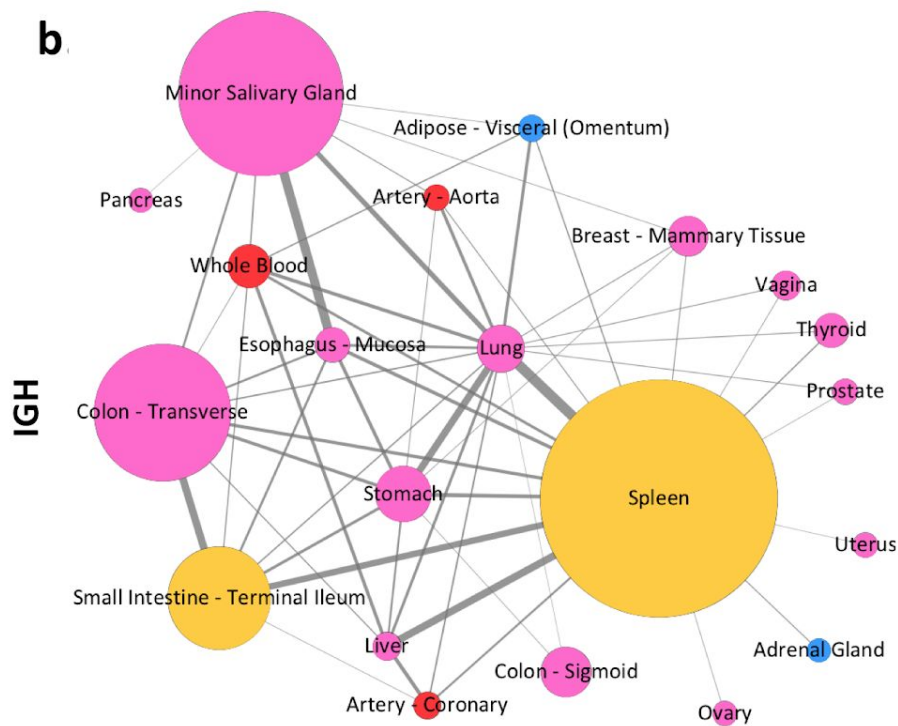 b.
Minor Salivary Gland
Adipose - Visceral (Omentum)
Pancreas
Artery - Aorta
Breast - Mammary Tissue
Whole Blood
Vagina
Esophagus - Mucosa
Lung
Thyroid
Prostate
Colon - Transverse
IGH
Stomach
Spleen
Uterus
Small Intestine - Terminal Ileum
Liver
Colon - Sigmoid
Adrenal Gland
Artery - Coronary
Ovary